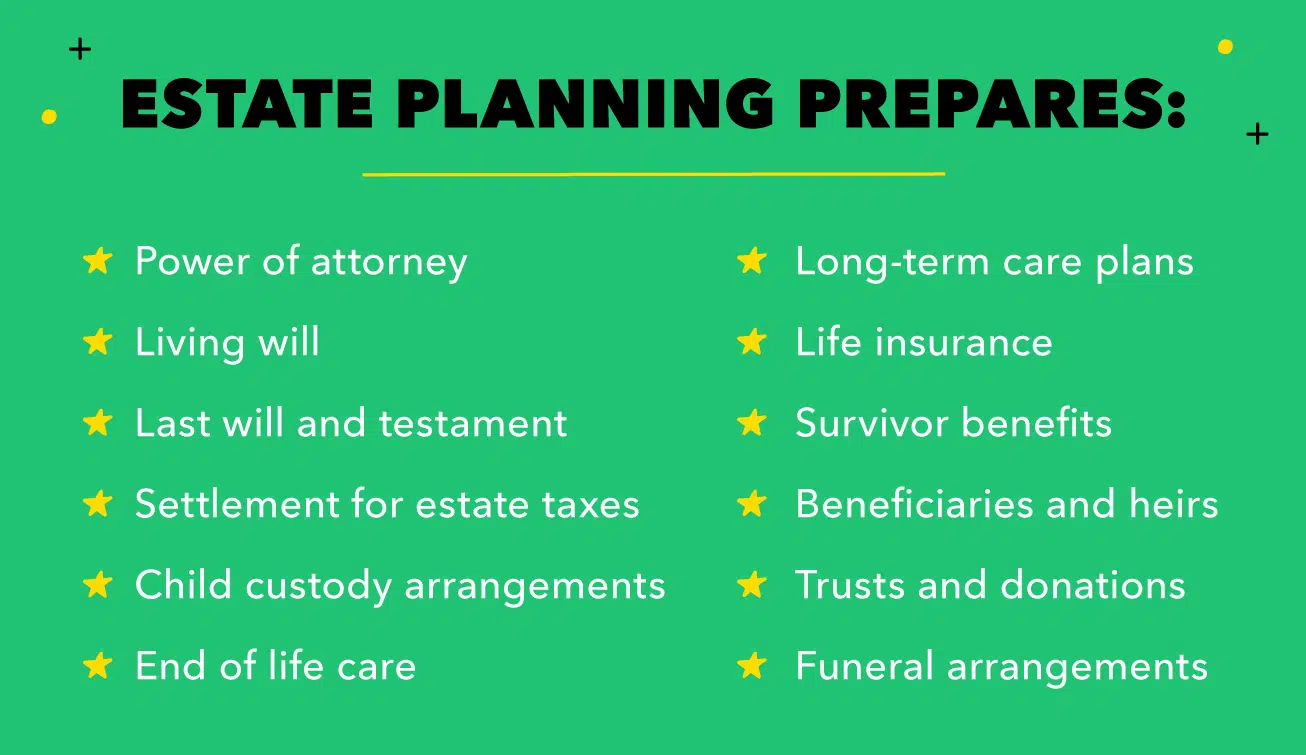 ESTATE PLANNING PREPARES:
Power of attorney
Living will
Last will and testament
Settlement for estate taxes
Child custody arrangements
End of life care
Long-term care plans
Life insurance
Survivor benefits
Beneficiaries and heirs
Trusts and donations
Funeral arrangements